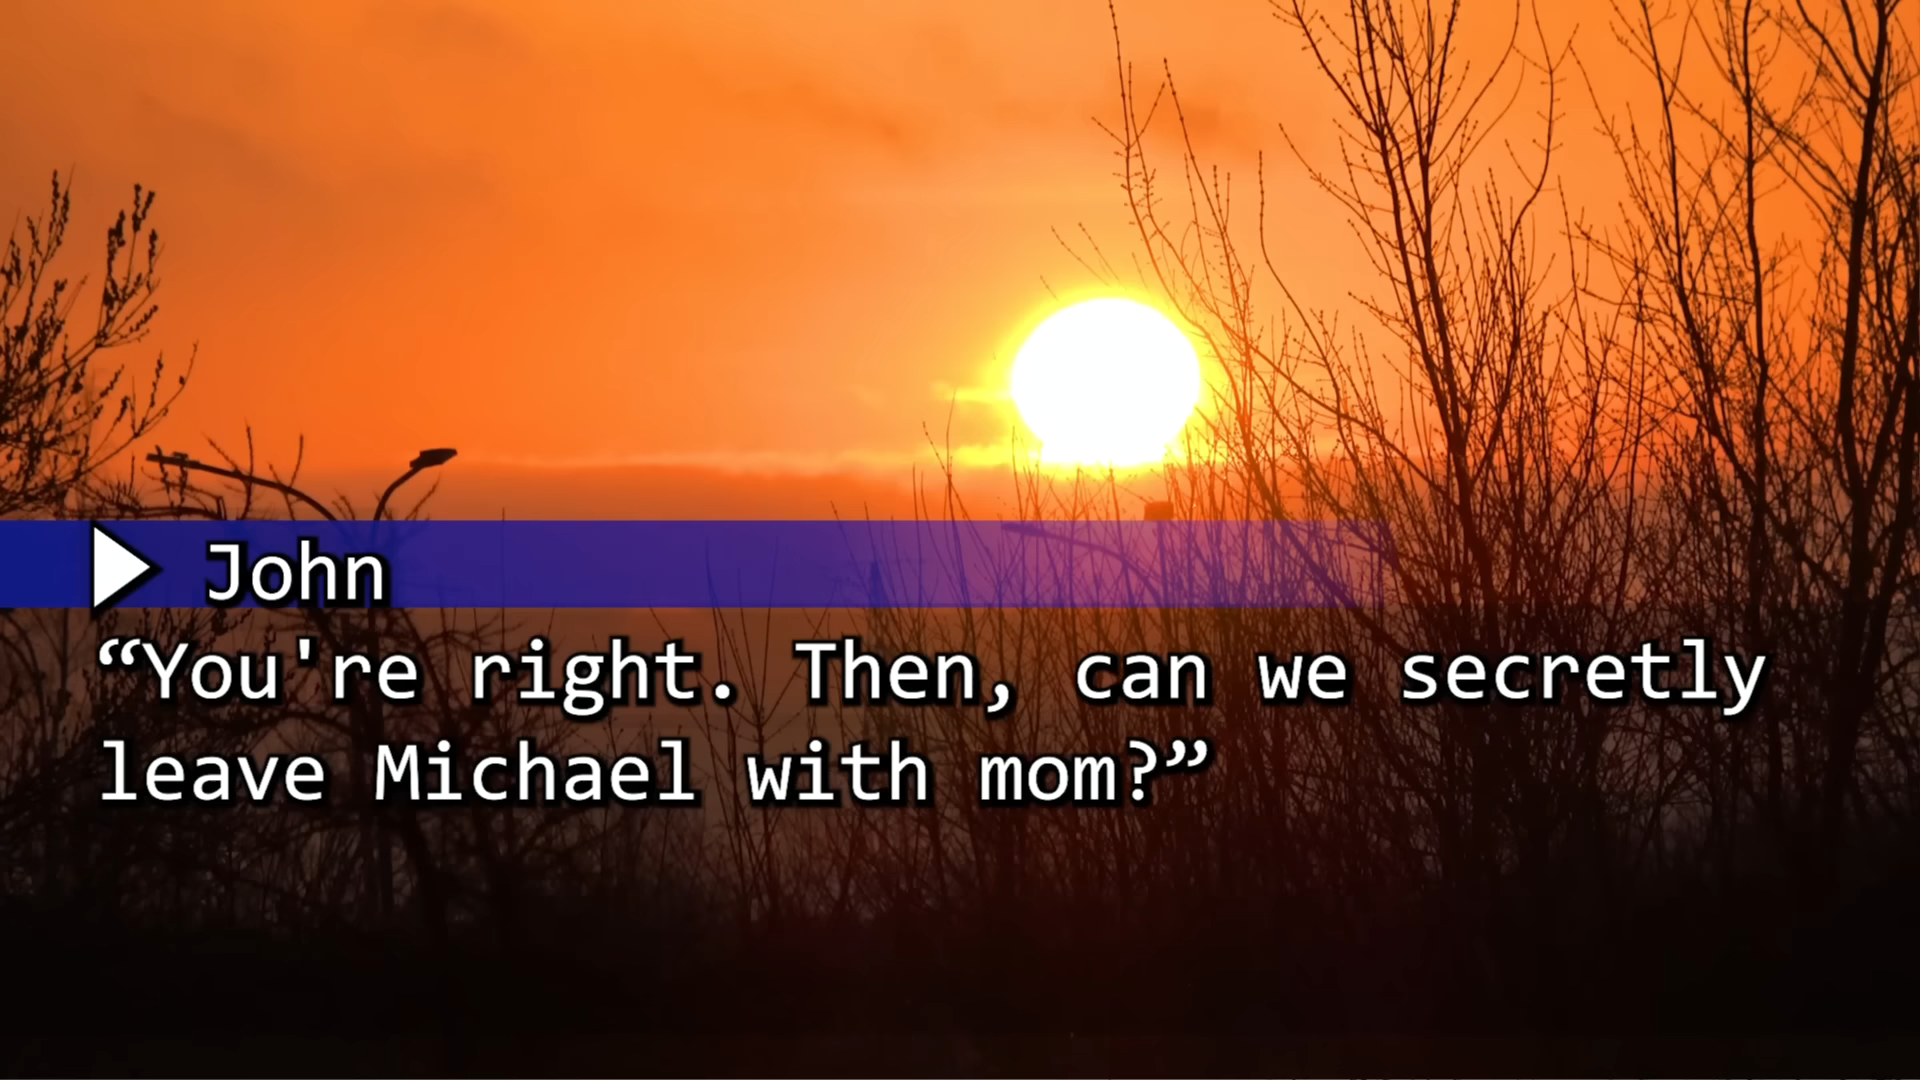 John
“You're right. Then, can we secretly
leave Michael with mom?”